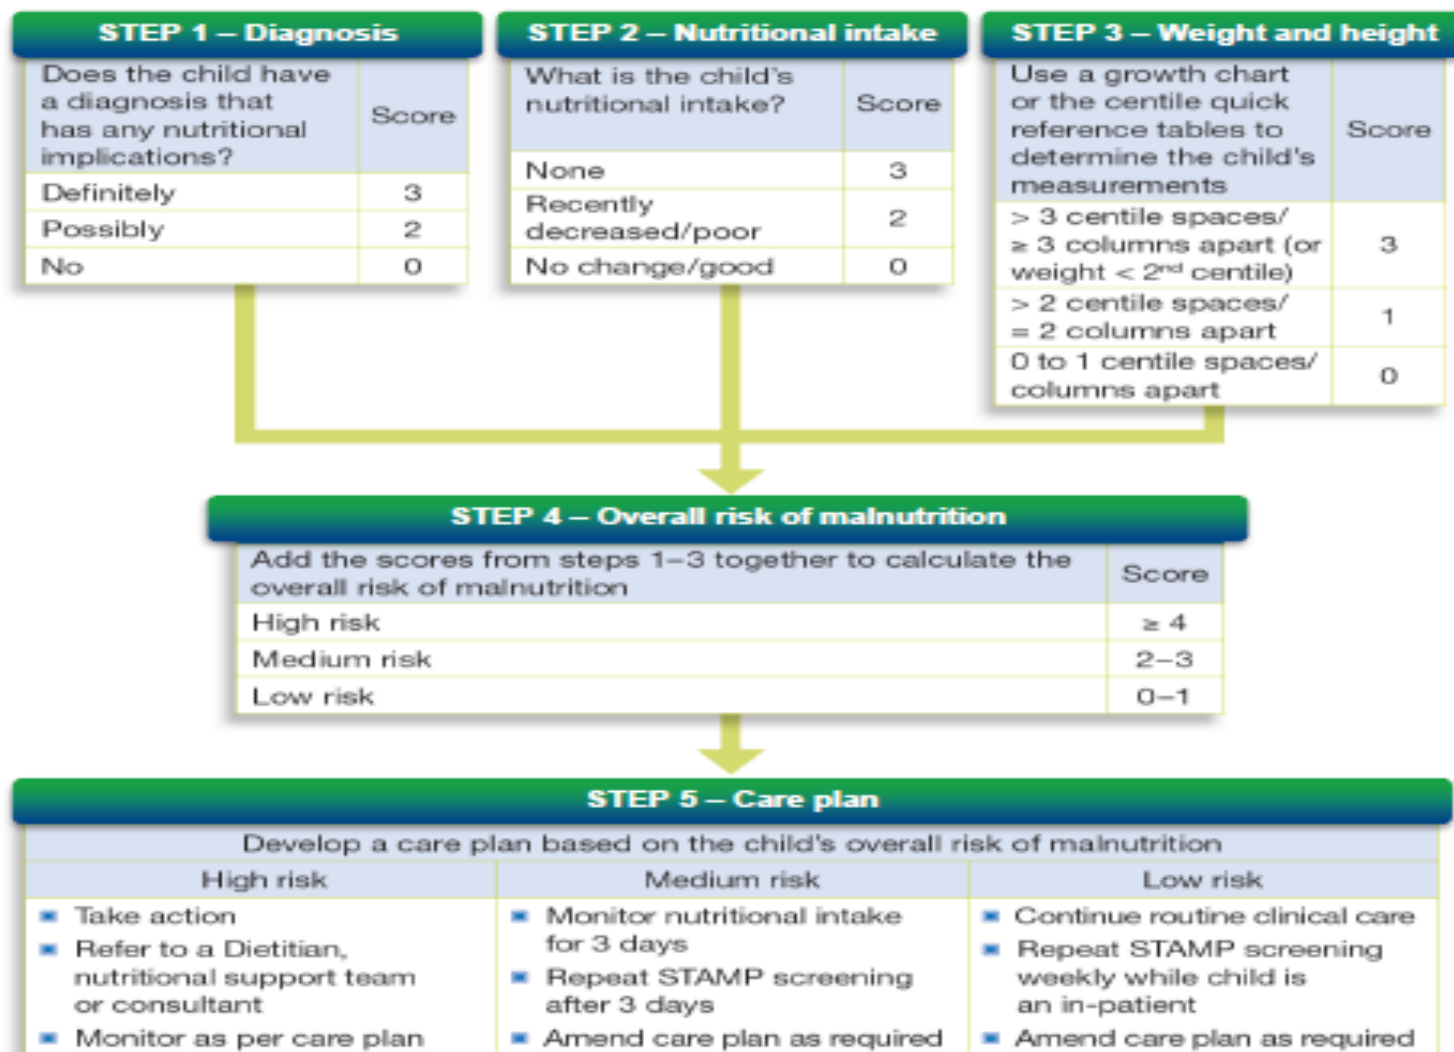 STEP 1 – Diagnosis
Does the child have
a diagnosis that
has any nutritional
implications?
Score
Definitely 3
Possibly 2
No 0
STEP 2 – Nutritional intake
What is the child's
nutritional intake?
Score
None 3
Recently
decreased/poor 2
No change/good 0
STEP 3 – Weight and height
Use a growth chart
or the centile quick
reference tables to
determine the child's
measurements
Score
> 3 centile spaces/
≥ 3 columns apart (or 3
weight < 2nd centile)
> 2 centile spaces/
= 2 columns apart 1
0 to 1 centile spaces/
columns apart 0
STEP 4 – Overall risk of malnutrition
Add the scores from steps 1–3 together to calculate the
overall risk of malnutrition
Score
High risk ≥ 4
Medium risk 2–3
Low risk 0–1
STEP 5 – Care plan
Develop a care plan based on the child's overall risk of malnutrition
High risk
Take action
Refer to a Dietitian,
nutritional support team
or consultant
Monitor as per care plan
Medium risk
Monitor nutritional intake
for 3 days
Repeat STAMP screening
after 3 days
Amend care plan as required
Low risk
Continue routine clinical care
Repeat STAMP screening
weekly while child is
an in-patient
Amend care plan as required